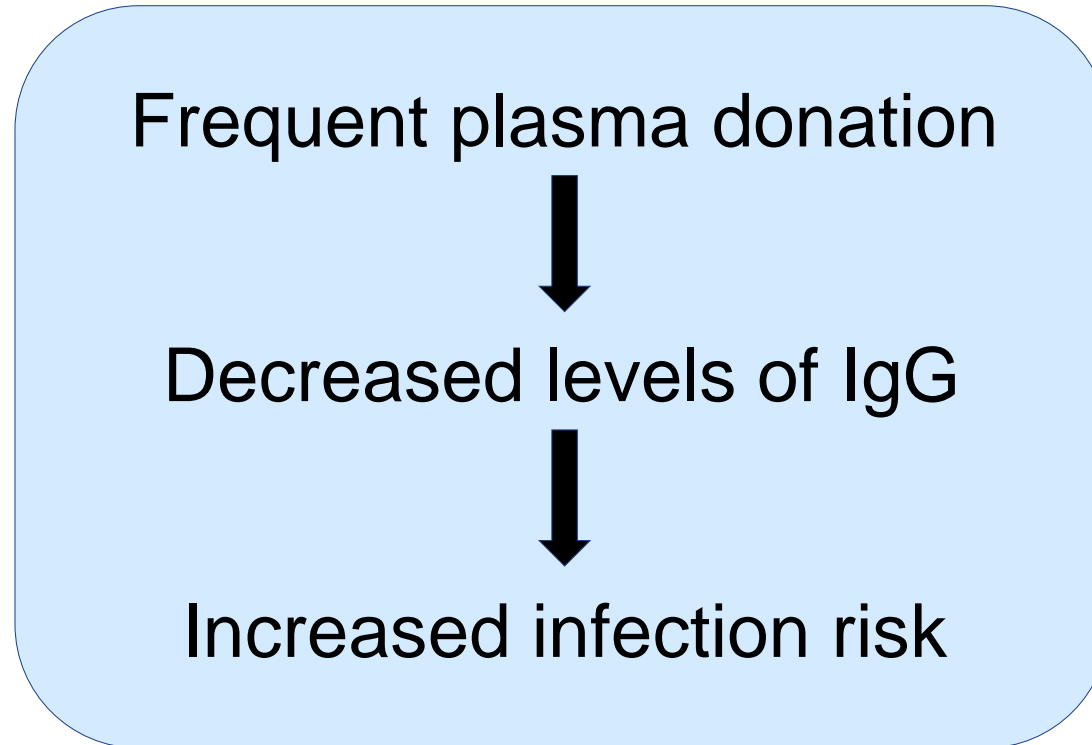 Frequent plasma donation
Decreased levels of IgG
Increased infection risk